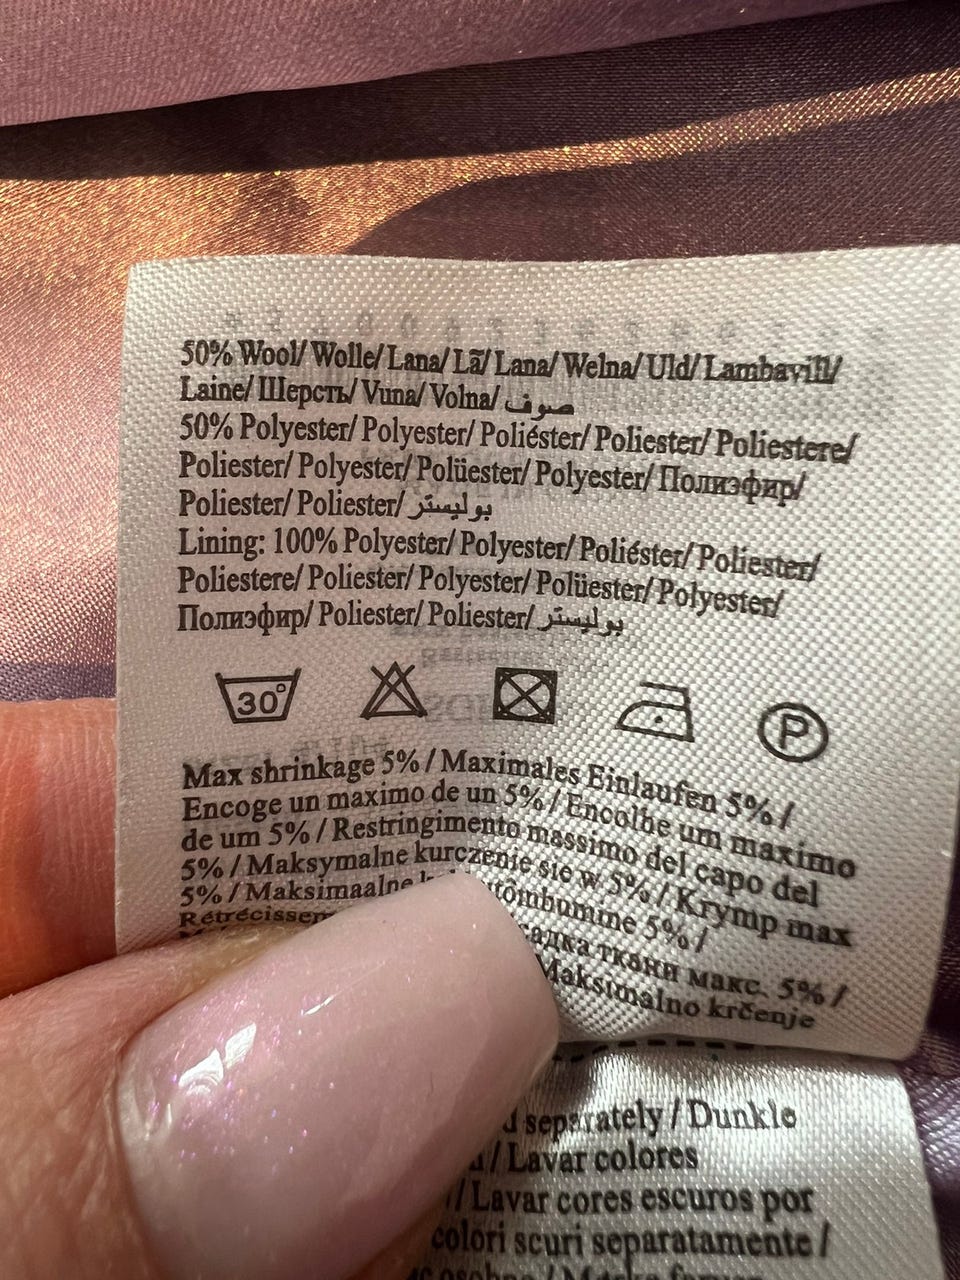 50% Wool/ Wolle/ Lana/ Lã/ Lana/ Welna/ Uld/ Lambavill/
Laine/ Шерсть/ Vuna/ Volna/ صوف
50% Polyester/ Polyester/ Poliéster/ Poliester/ Poliestere/
Poliester/ Polyester/ Polüester/ Polyester/ Полиэфир/
Poliester/ Poliester/ بوليستر
Lining: 100% Polyester/ Polyester/ Poliéster/ Poliester/
Poliestere/ Poliester/ Polyester/ Polüester/ Polyester/
Полиэфир/ Poliester/ Poliester/ بوليستر
30° P
Max shrinkage 5% / Maximales Einlaufen 5% /
Encoge un maximo de un 5% / Encolhe um maximo
de um 5% / Restringimento massimo del capo del
5% / Maksymalne kurczenie sie w 5% / Krymp max
5% / Maksimaalne 5% /
ткани макс. 5% /
Maksimalno krčenje
separately / Dunkle
/ Lavar colores
/ Lavar cores escuros por
colori scuri separatamente /